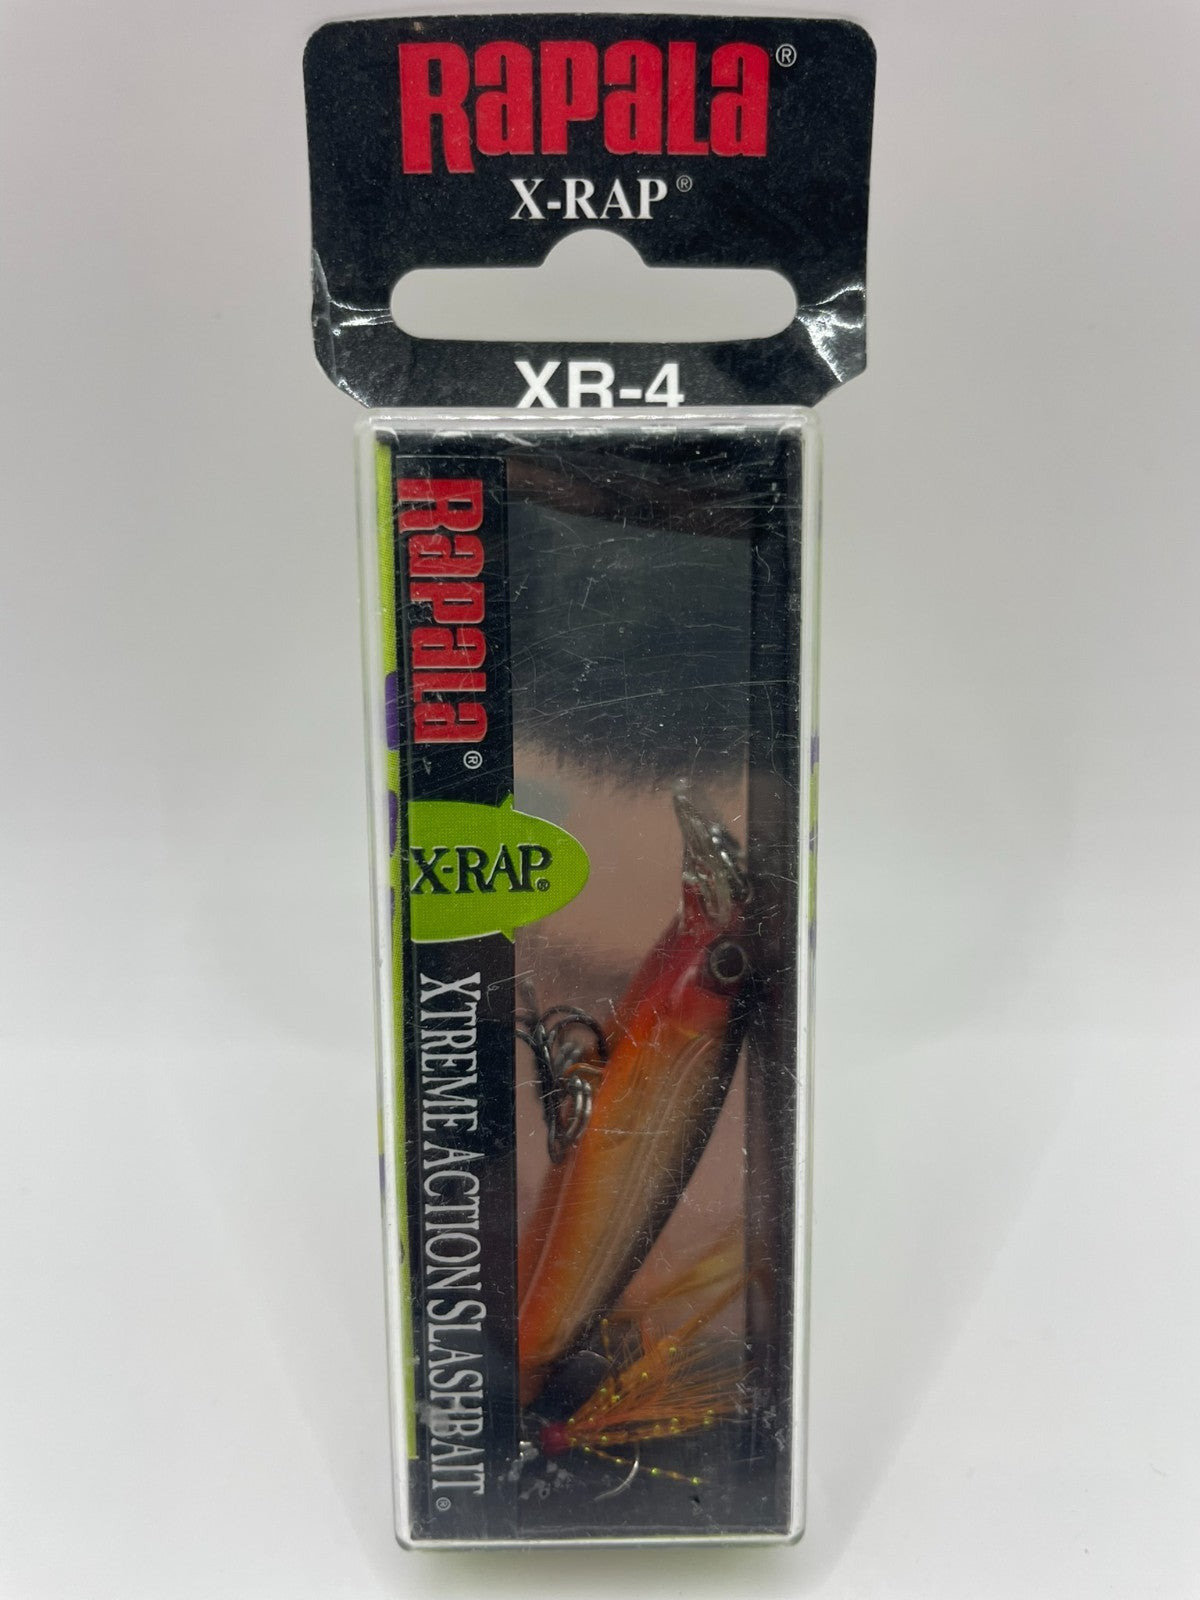 RaPaLa®
X-RAP®
XR-4
RaPaLa®
X-RAP®
XTREME ACTION SLASHBAIT®